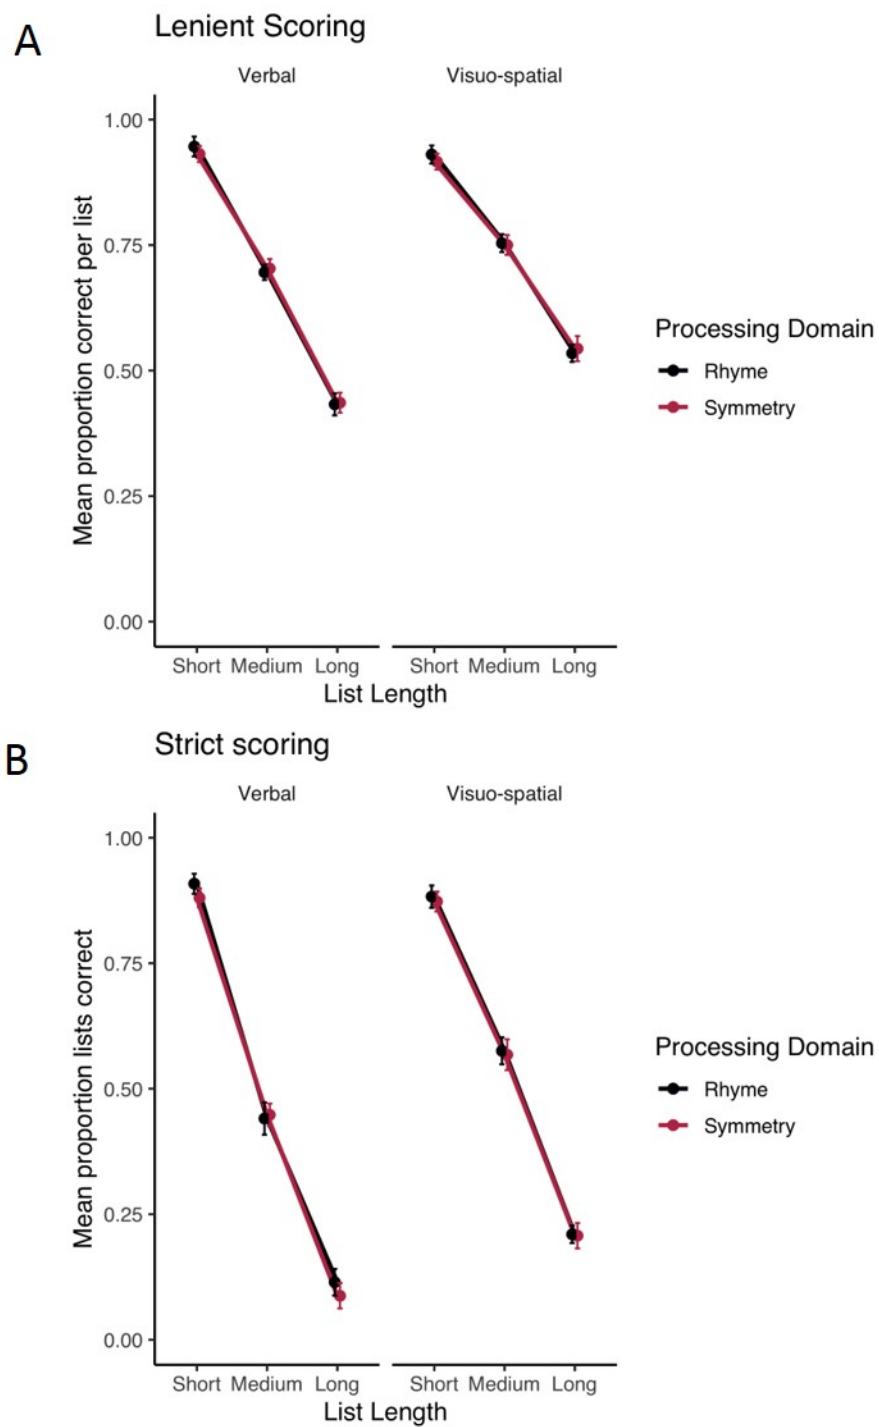 A
Lenient Scoring
Verbal
Visuo-spatial
Mean proportion correct per list
1.00
0.75
0.50
0.25
0.00
Short Medium Long
Short Medium Long
List Length
Processing Domain
Rhyme
Symmetry
B
Strict scoring
Verbal
Visuo-spatial
Mean proportion lists correct
1.00
0.75
0.50
0.25
0.00
Short Medium Long
Short Medium Long
List Length
Processing Domain
Rhyme
Symmetry